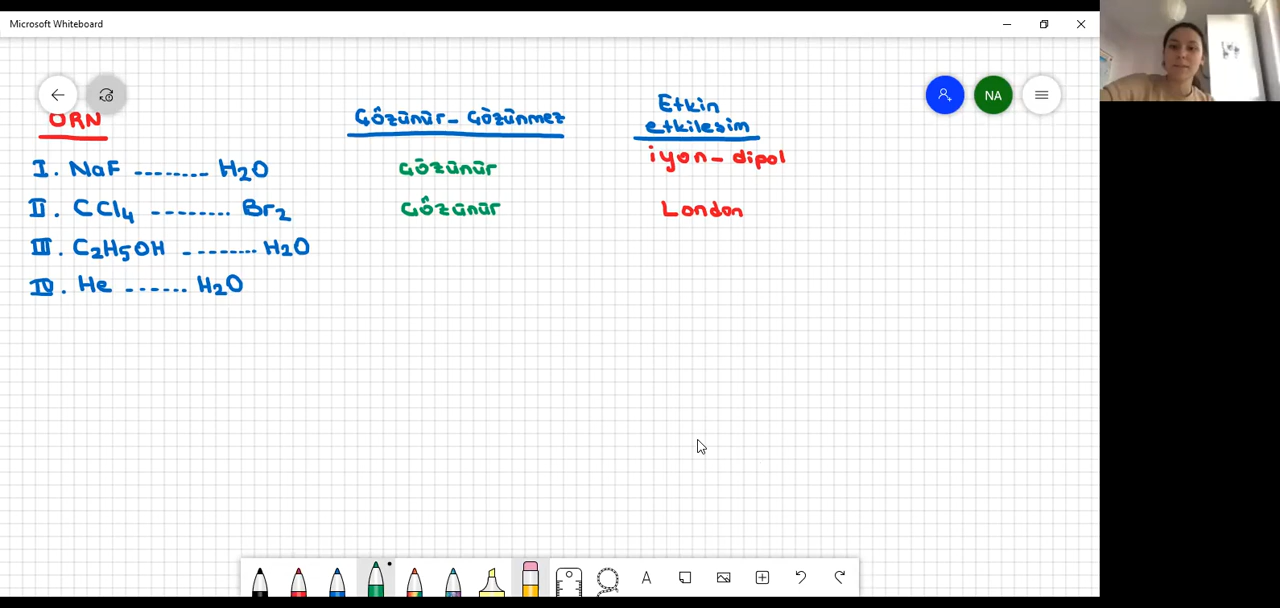 Microsoft Whiteboard
NA
ÖRN
Çözünür - Çözünmez
Etkin
etkileşim
I. NaF -------- H2O
Çözünür
iyon - dipol
II. CCl4 -------- Br2
Çözünür
London
III. C2H5OH -------- H2O
IV. He ------ H2O
A